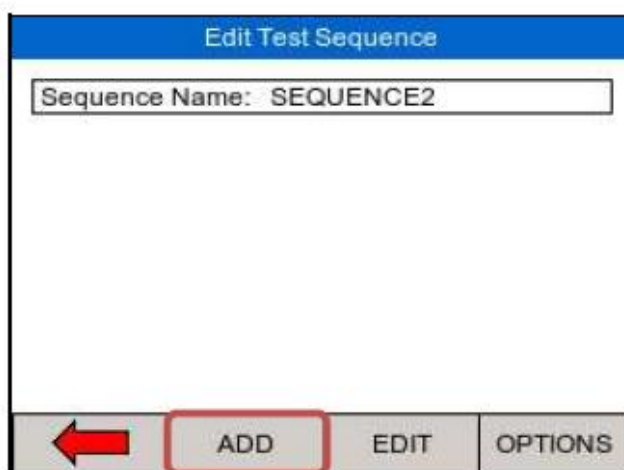 Edit Test Sequence
Sequence Name: SEQUENCE2
ADD EDIT OPTIONS